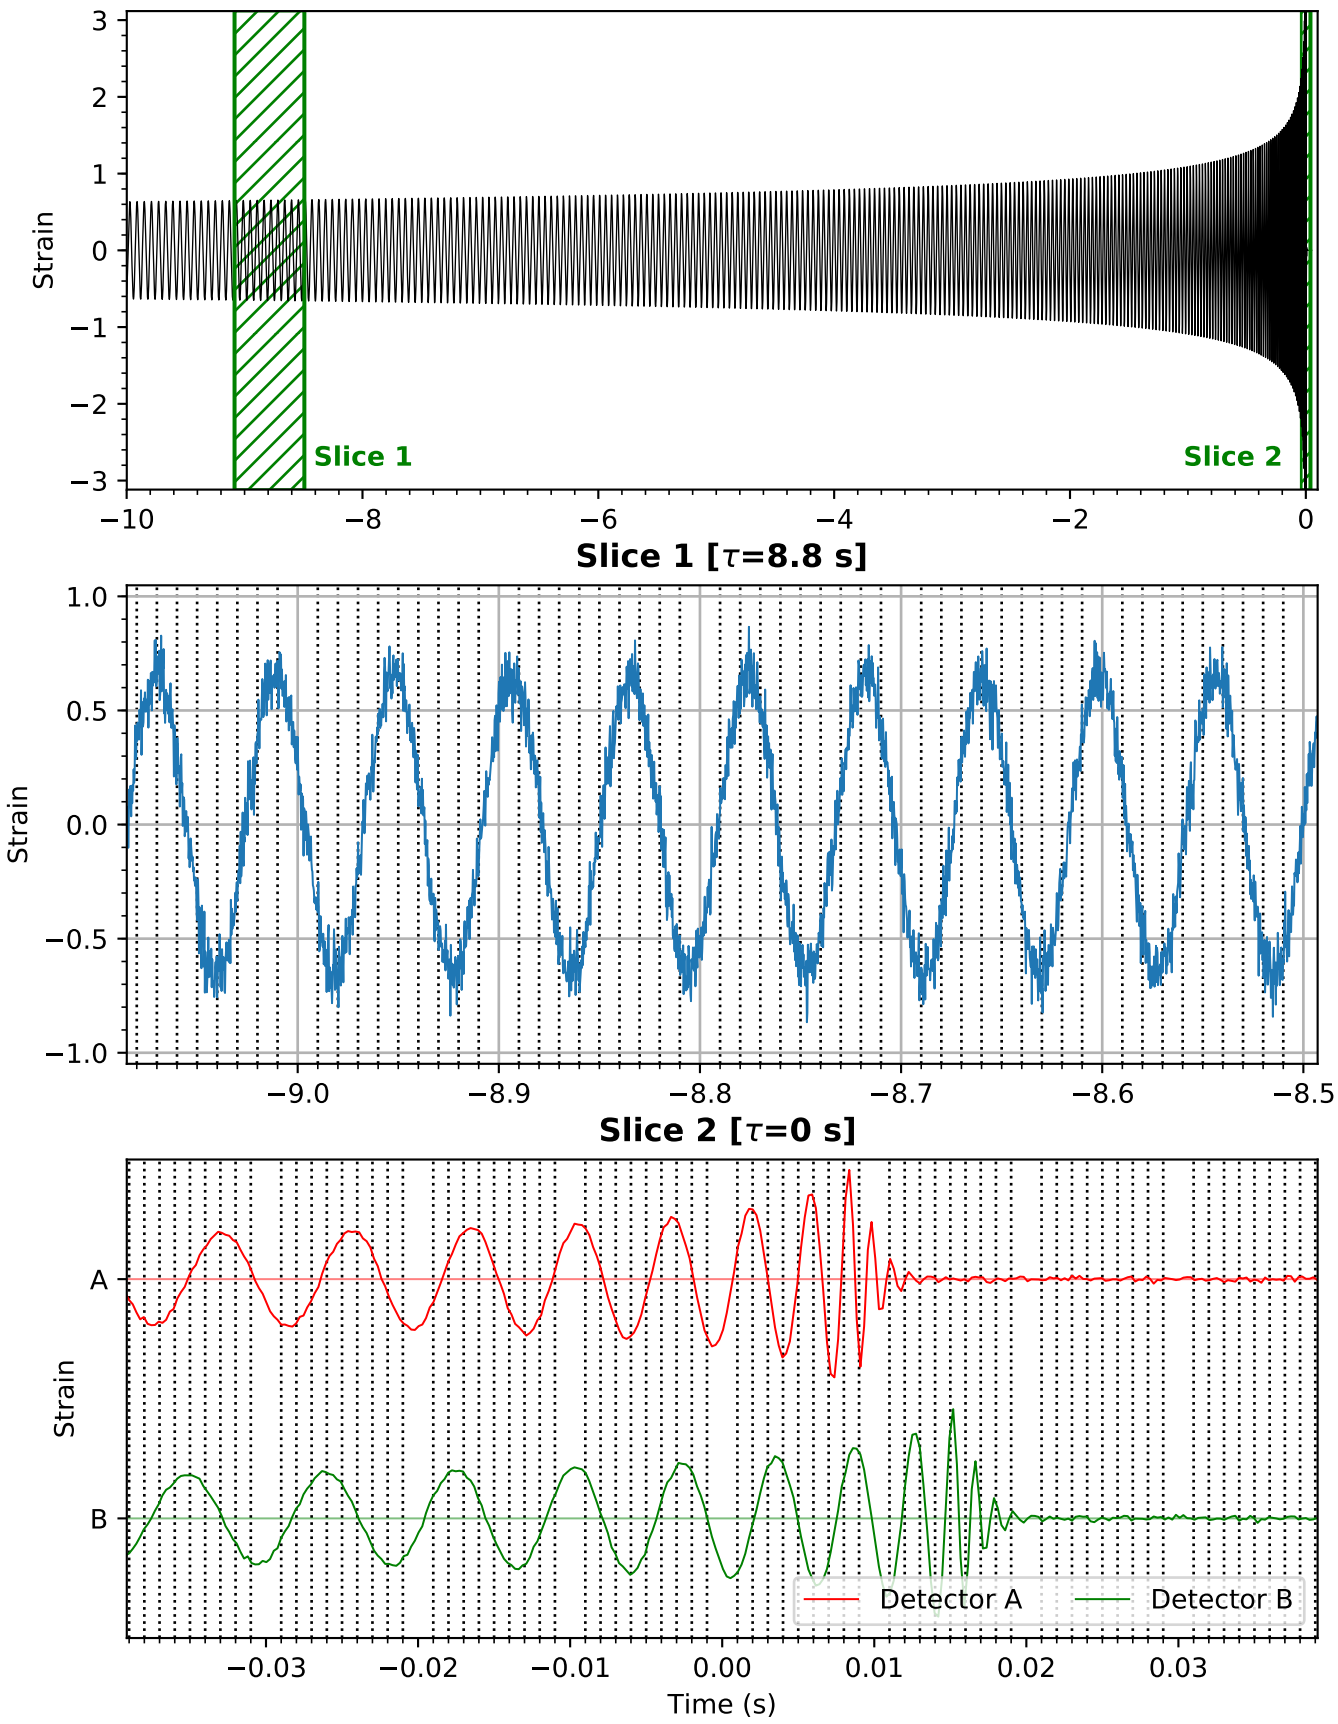 3
2
1
0
−1
−2
−3
Strain
Slice 1
Slice 2
−10 −8 −6 −4 −2 0
Slice 1 [τ=8.8 s]
1.0
0.5
0.0
−0.5
−1.0
Strain
−9.0 −8.9 −8.8 −8.7 −8.6 −8.5
Slice 2 [τ=0 s]
A
B
Strain
Detector A Detector B
−0.03 −0.02 −0.01 0.00 0.01 0.02 0.03
Time (s)